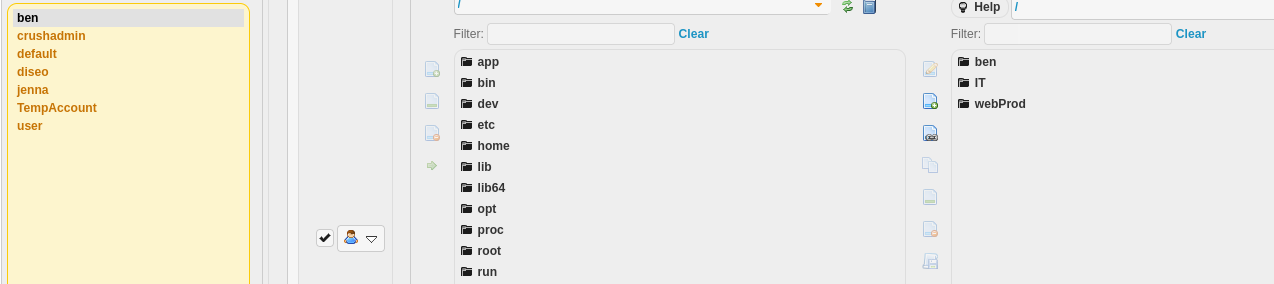 ben
crushadmin
default
diseo
jenna
TempAccount
user
/
Filter: Clear
app
bin
dev
etc
home
lib
lib64
opt
proc
root
run
Help /
Filter: Clear
ben
IT
webProd